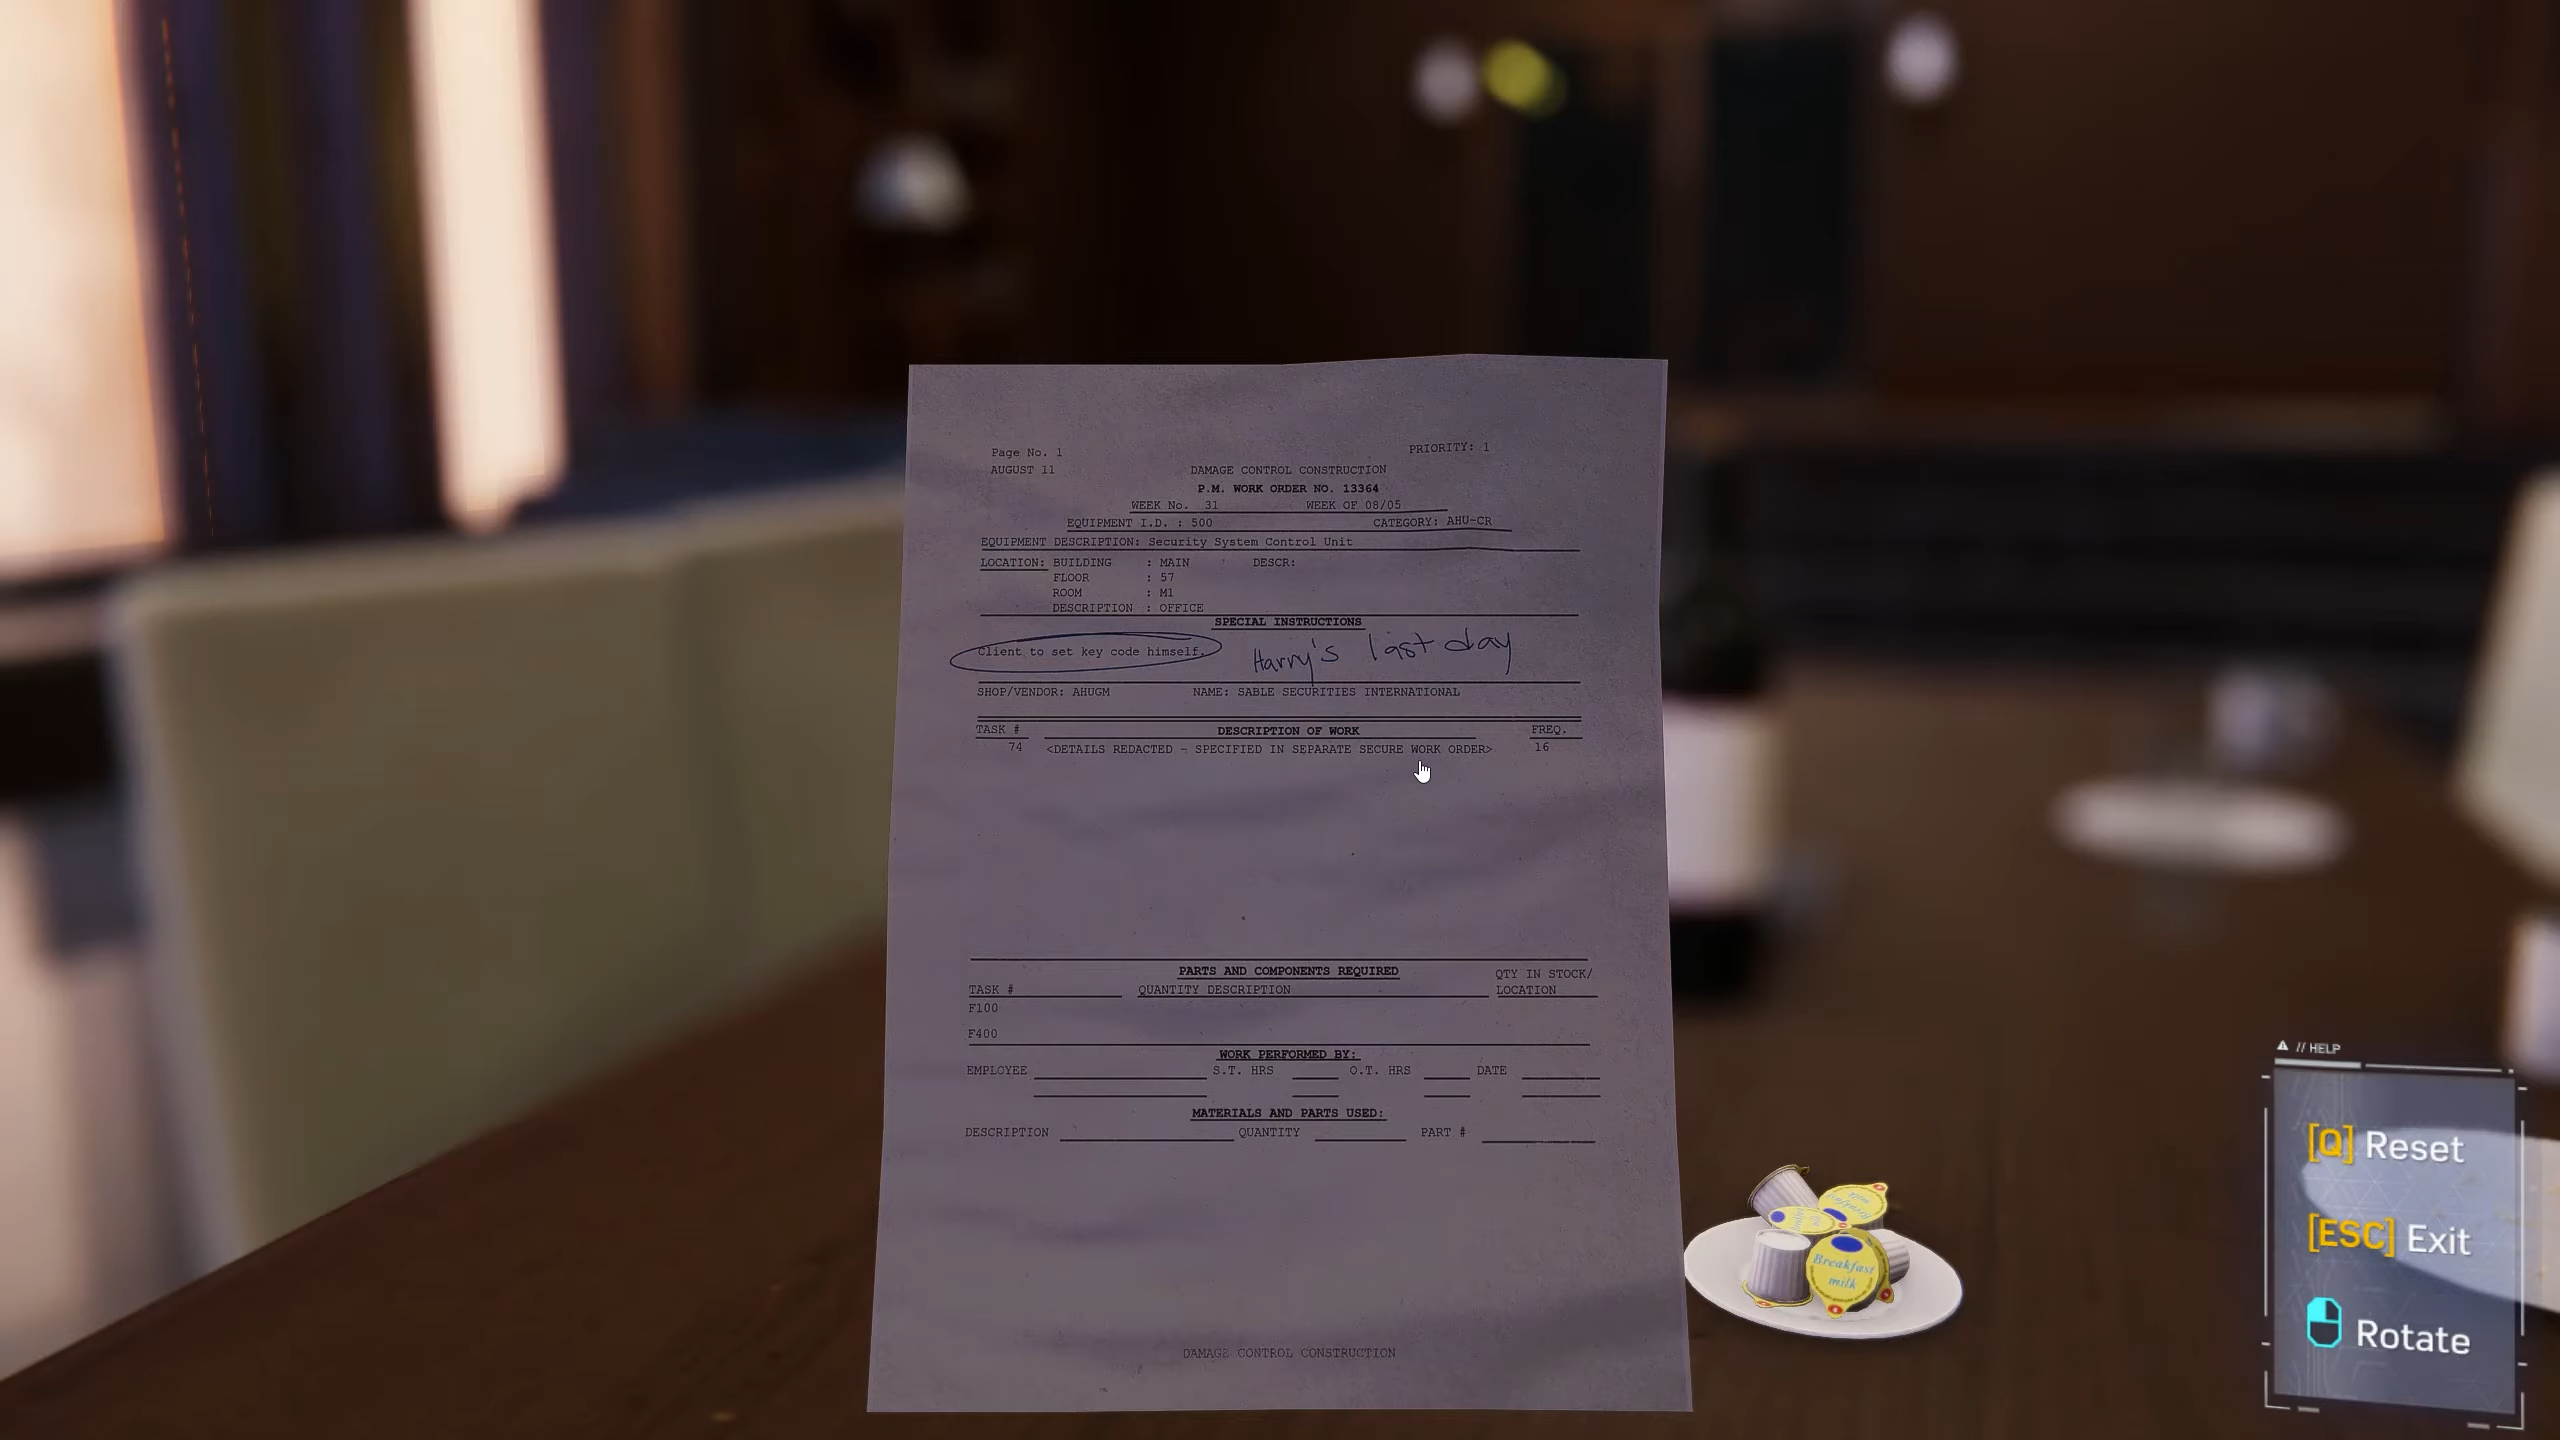 Page No. 1
PRIORITY: 1
AUGUST 11
DAMAGE CONTROL CONSTRUCTION
P.M. WORK ORDER NO. 13364
WEEK No. 31 WEEK OF 08/05
EQUIPMENT I.D. : 500 CATEGORY: AHU-CR
EQUIPMENT DESCRIPTION: Security System Control Unit
LOCATION: BUILDING : MAIN DESCR:
FLOOR : 57
ROOM : M1
DESCRIPTION : OFFICE
SPECIAL INSTRUCTIONS
Client to set key code himself. Harry's last day
SHOP/VENDOR: AHUGM NAME: SABLE SECURITIES INTERNATIONAL
TASK # DESCRIPTION OF WORK FREQ.
74 <DETAILS REDACTED - SPECIFIED IN SEPARATE SECURE WORK ORDER> 16
PARTS AND COMPONENTS REQUIRED QTY IN STOCK/
TASK # QUANTITY DESCRIPTION LOCATION
F100
F400
WORK PERFORMED BY:
EMPLOYEE S.T. HRS O.T. HRS DATE
MATERIALS AND PARTS USED:
DESCRIPTION QUANTITY PART #
DAMAGE CONTROL CONSTRUCTION
Breakfast
milk
// HELP
[Q] Reset
[ESC] Exit
Rotate